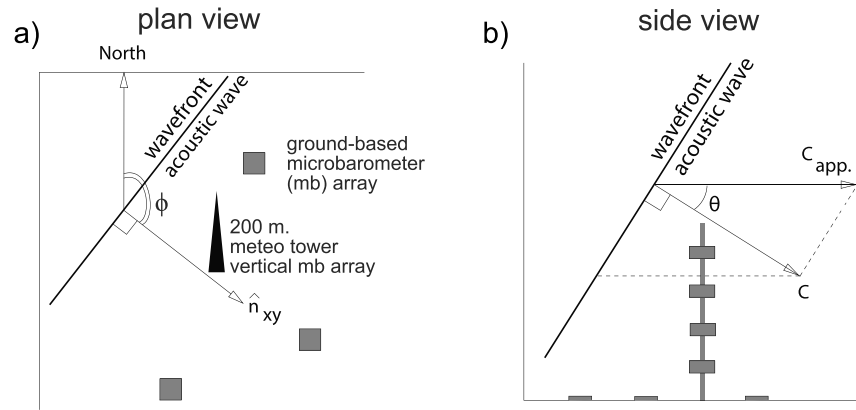 a)
plan view
North
wavefront
acoustic wave
ground-based
microbarometer
(mb) array
ϕ
200 m.
meteo tower
vertical mb array
n̂ xy
b)
side view
wavefront
acoustic wave
C app.
θ
C